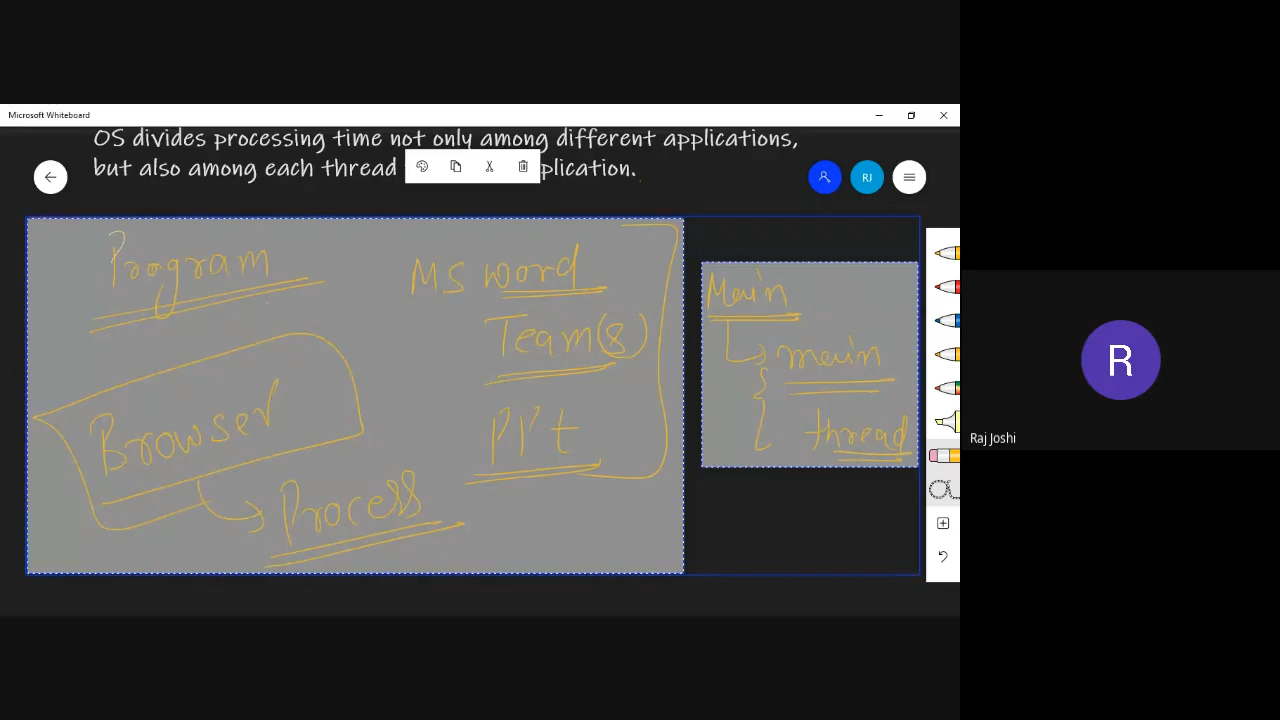 Microsoft Whiteboard
OS divides processing time not only among different applications,
but also among each thread plication.
RJ
Program
MS word
Team(s)
PPt
Browser
Process
Main
main
thread
R
Raj Joshi